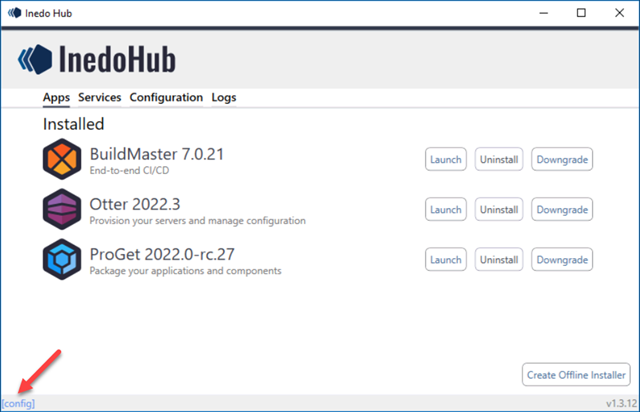 Inedo Hub
InedoHub
Apps Services Configuration Logs
Installed
BuildMaster 7.0.21
End-to-end CI/CD
Launch Uninstall Downgrade
Otter 2022.3
Provision your servers and manage configuration
Launch Uninstall Downgrade
ProGet 2022.0-rc.27
Package your applications and components
Launch Uninstall Downgrade
Create Offline Installer
[config] v1.3.12